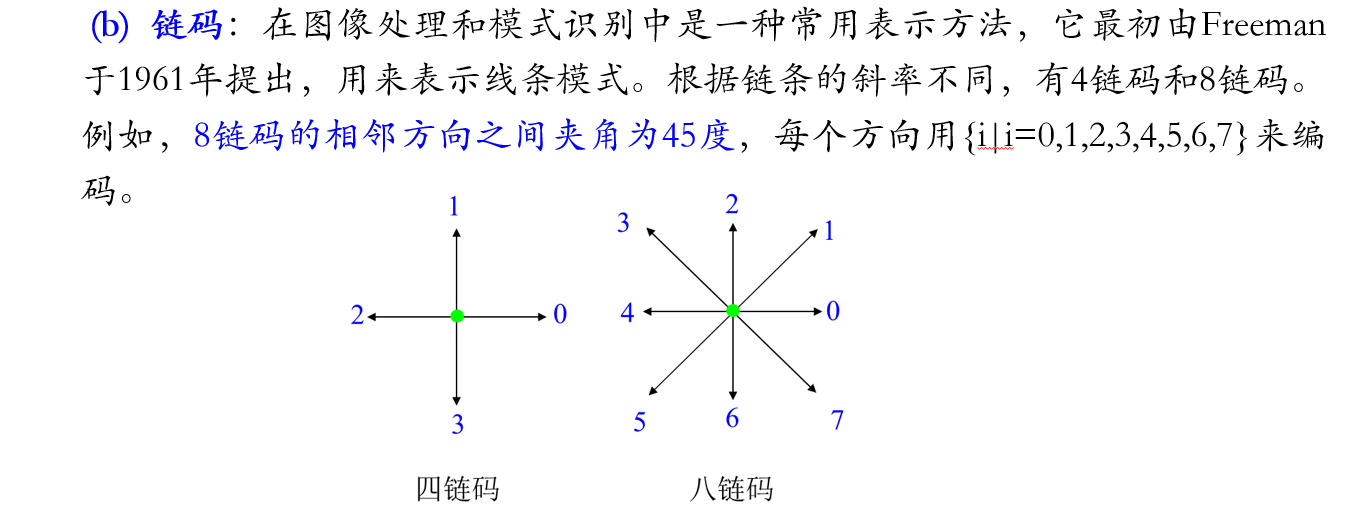 (b) 链码：在图像处理和模式识别中是一种常用表示方法，它最初由Freeman
于1961年提出，用来表示线条模式。根据链条的斜率不同，有4链码和8链码。
例如，8链码的相邻方向之间夹角为45度，每个方向用{i|i=0,1,2,3,4,5,6,7}来编
码。
1
2
0
3
3
2
1
4
0
5
6
7
四链码
八链码